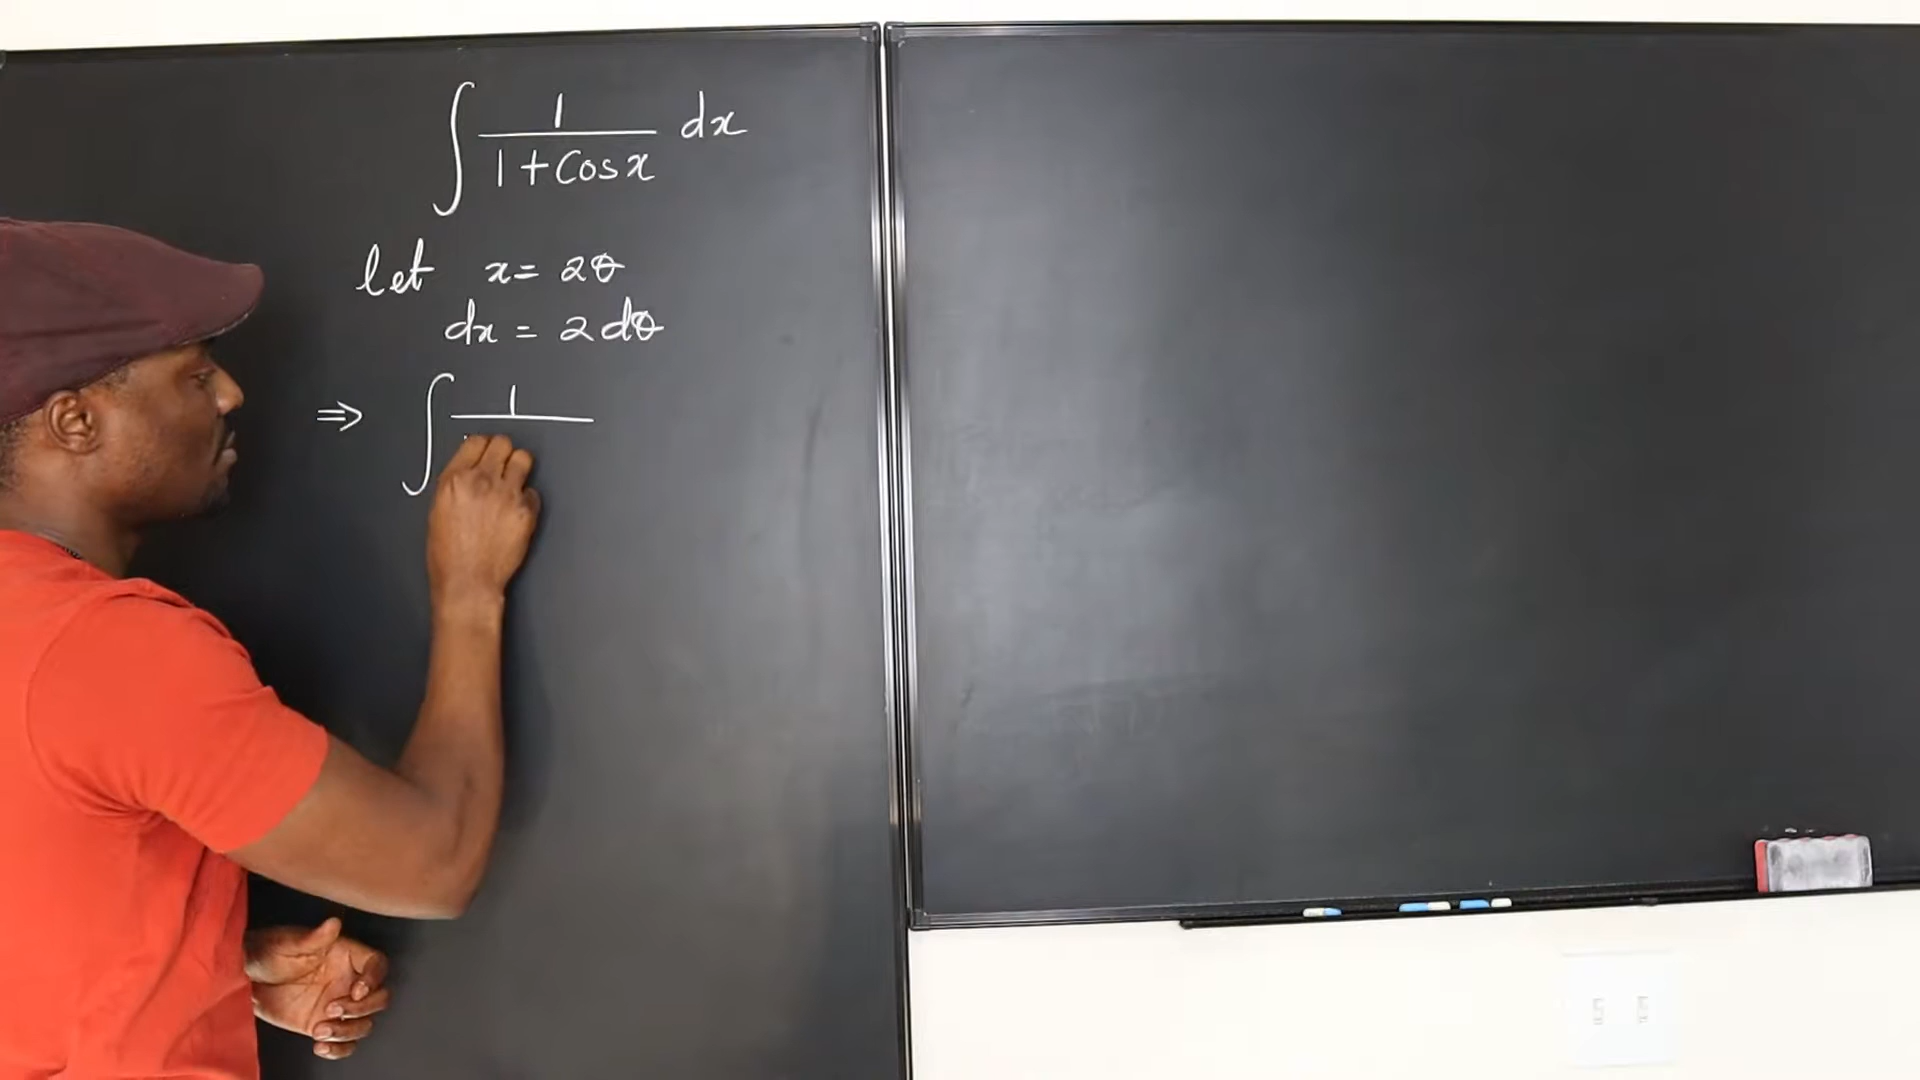 ∫ 1/(1+Cosx) dx
let x = 2θ
dx = 2dθ
⇒ ∫ 1/